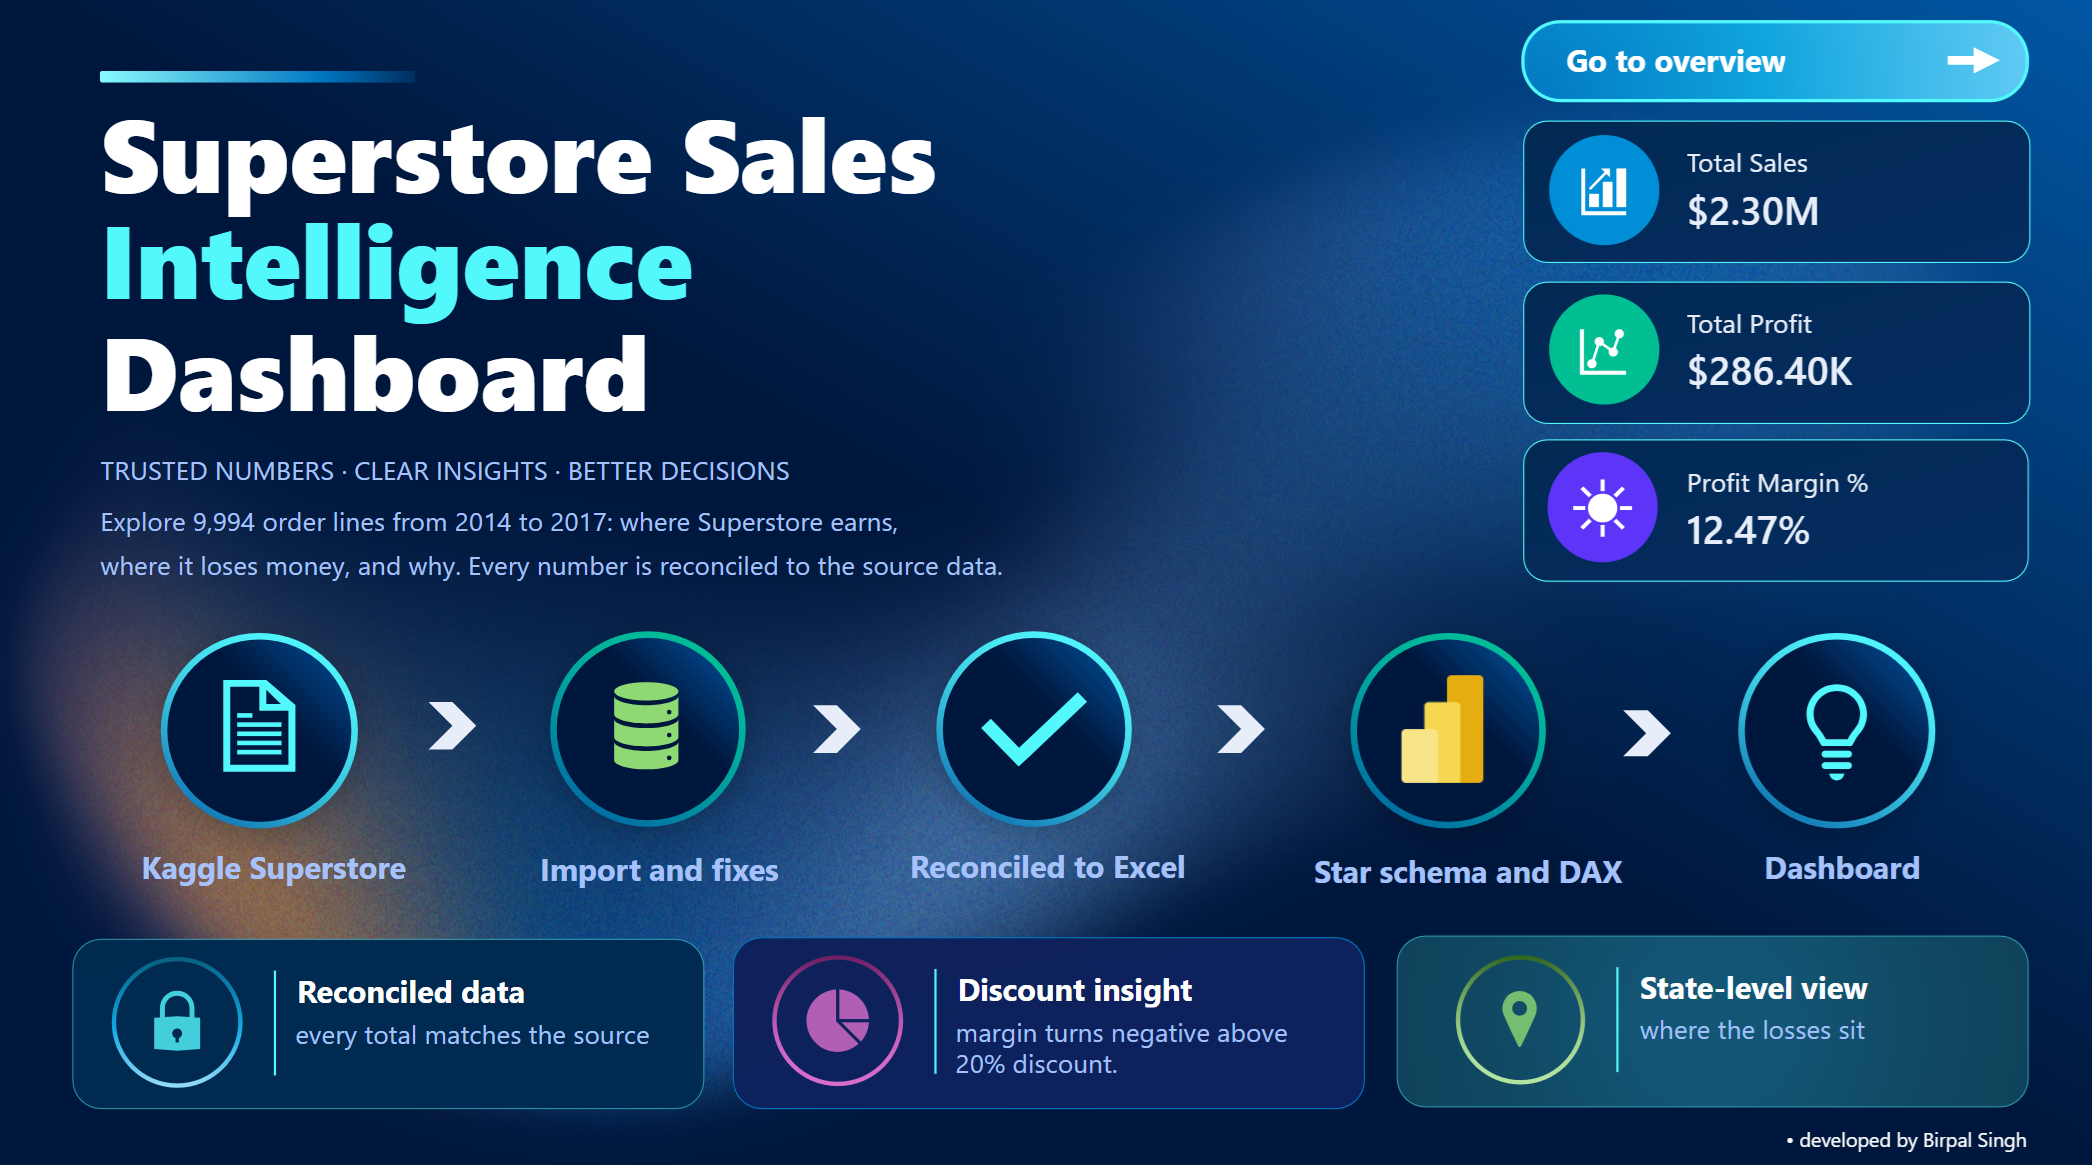 Go to overview
Superstore Sales
Intelligence
Dashboard
TRUSTED NUMBERS · CLEAR INSIGHTS · BETTER DECISIONS
Explore 9,994 order lines from 2014 to 2017: where Superstore earns,
where it loses money, and why. Every number is reconciled to the source data.
Total Sales
$2.30M
Total Profit
$286.40K
Profit Margin %
12.47%
Kaggle Superstore
Import and fixes
Reconciled to Excel
Star schema and DAX
Dashboard
Reconciled data
every total matches the source
Discount insight
margin turns negative above
20% discount.
State-level view
where the losses sit
• developed by Birpal Singh